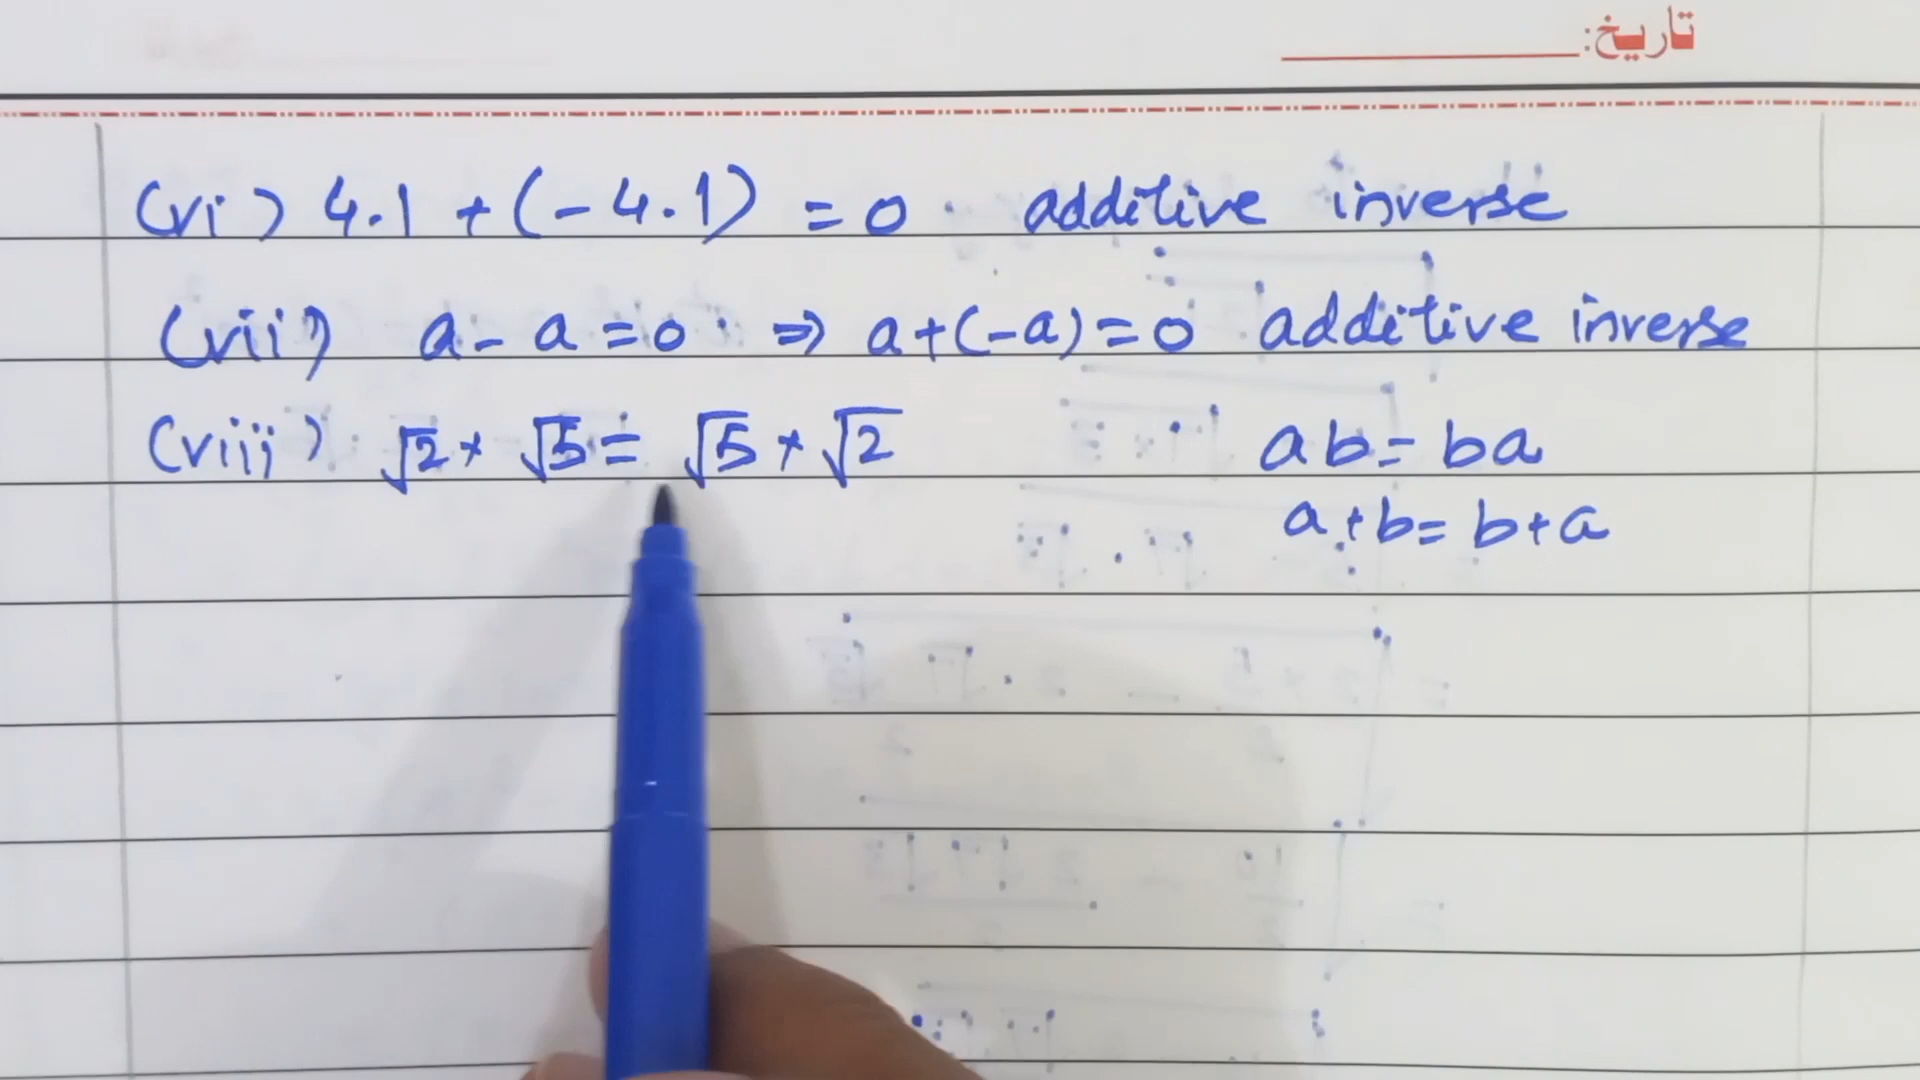 تاریخ:
(vi) 4.1 + (-4.1) = 0 additive inverse
(vii) a - a = 0 ⇒ a+(-a) = 0 additive inverse
(viii) √2 × √5 = √5 × √2 ab = ba
a + b = b + a